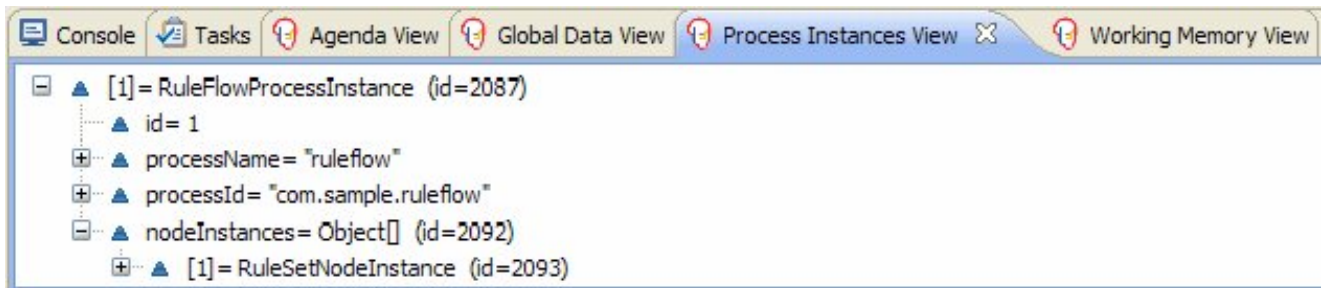 Console Tasks Agenda View Global Data View Process Instances View Working Memory View
[1]= RuleFlowProcessInstance (id=2087)
id= 1
processName= "ruleflow"
processId= "com.sample.ruleflow"
nodeInstances= Object[] (id=2092)
[1]= RuleSetNodeInstance (id=2093)